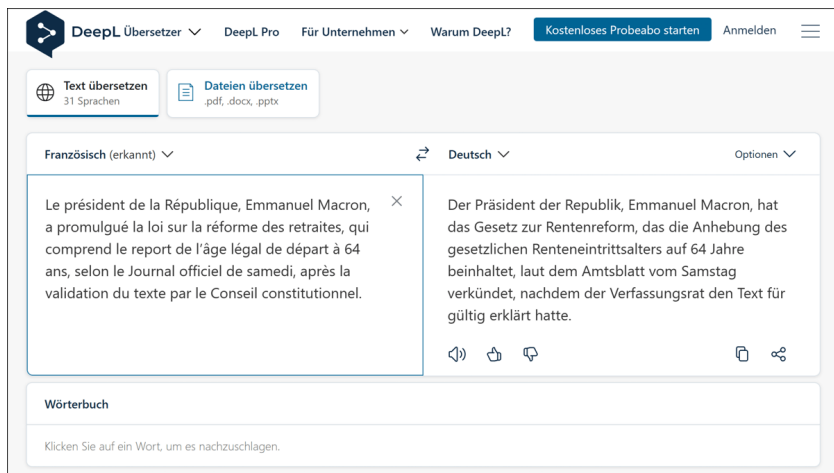 DeepL Übersetzer DeepL Pro Für Unternehmen Warum DeepL? Kostenloses Probeabo starten Anmelden
Text übersetzen
31 Sprachen
Dateien übersetzen
.pdf, .docx, .pptx
Französisch (erkannt)
Deutsch
Optionen
Le président de la République, Emmanuel Macron,
a promulgué la loi sur la réforme des retraites, qui
comprend le report de l'âge légal de départ à 64
ans, selon le Journal officiel de samedi, après la
validation du texte par le Conseil constitutionnel.
Der Präsident der Republik, Emmanuel Macron, hat
das Gesetz zur Rentenreform, das die Anhebung des
gesetzlichen Renteneintrittsalters auf 64 Jahre
beinhaltet, laut dem Amtsblatt vom Samstag
verkündet, nachdem der Verfassungsrat den Text für
gültig erklärt hatte.
Wörterbuch
Klicken Sie auf ein Wort, um es nachzuschlagen.